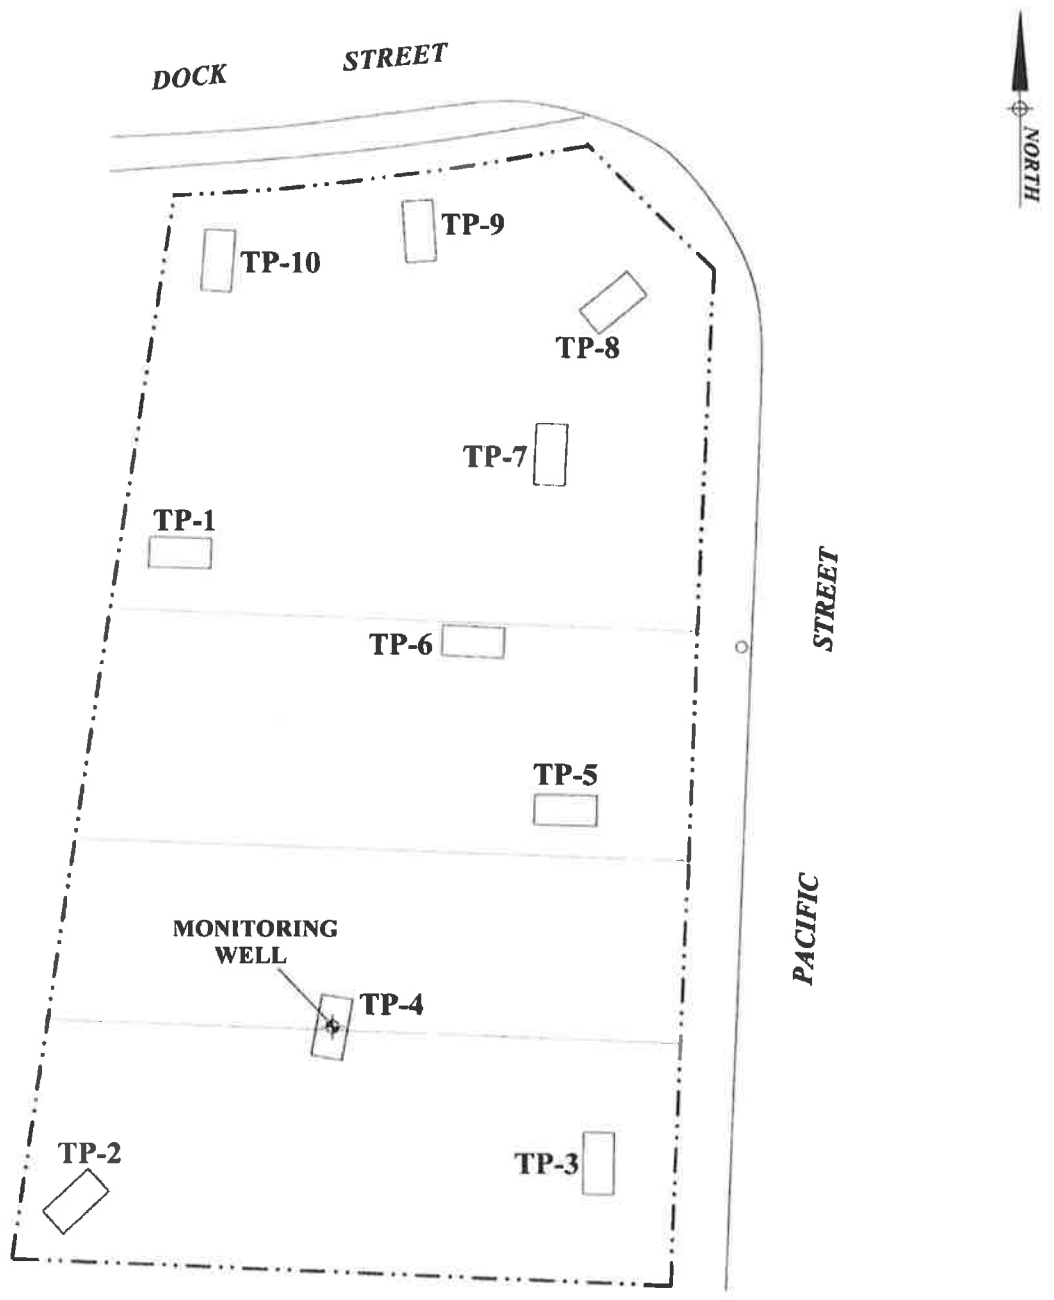 DOCK STREET
NORTH
TP-9
TP-10
TP-8
TP-7
TP-1
STREET
TP-6
TP-5
PACIFIC
MONITORING
WELL
TP-4
TP-2
TP-3